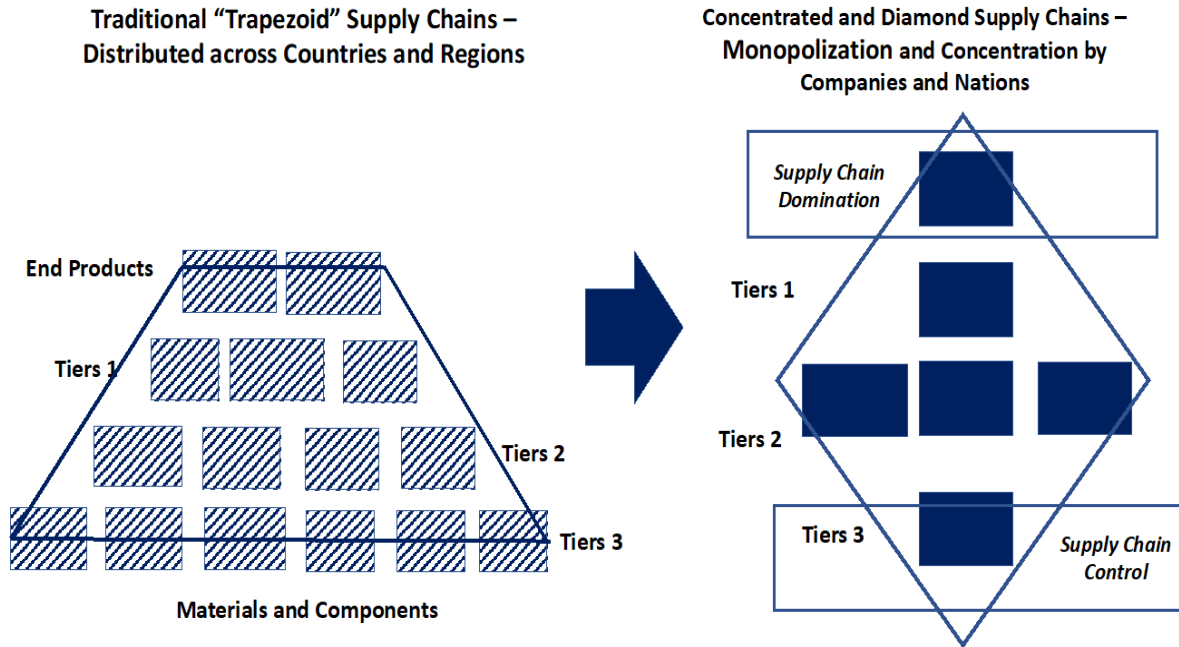 Traditional “Trapezoid” Supply Chains –
Distributed across Countries and Regions
End Products
Tiers 1
Tiers 2
Tiers 3
Materials and Components
Concentrated and Diamond Supply Chains –
Monopolization and Concentration by
Companies and Nations
Supply Chain
Domination
Tiers 1
Tiers 2
Tiers 3
Supply Chain
Control